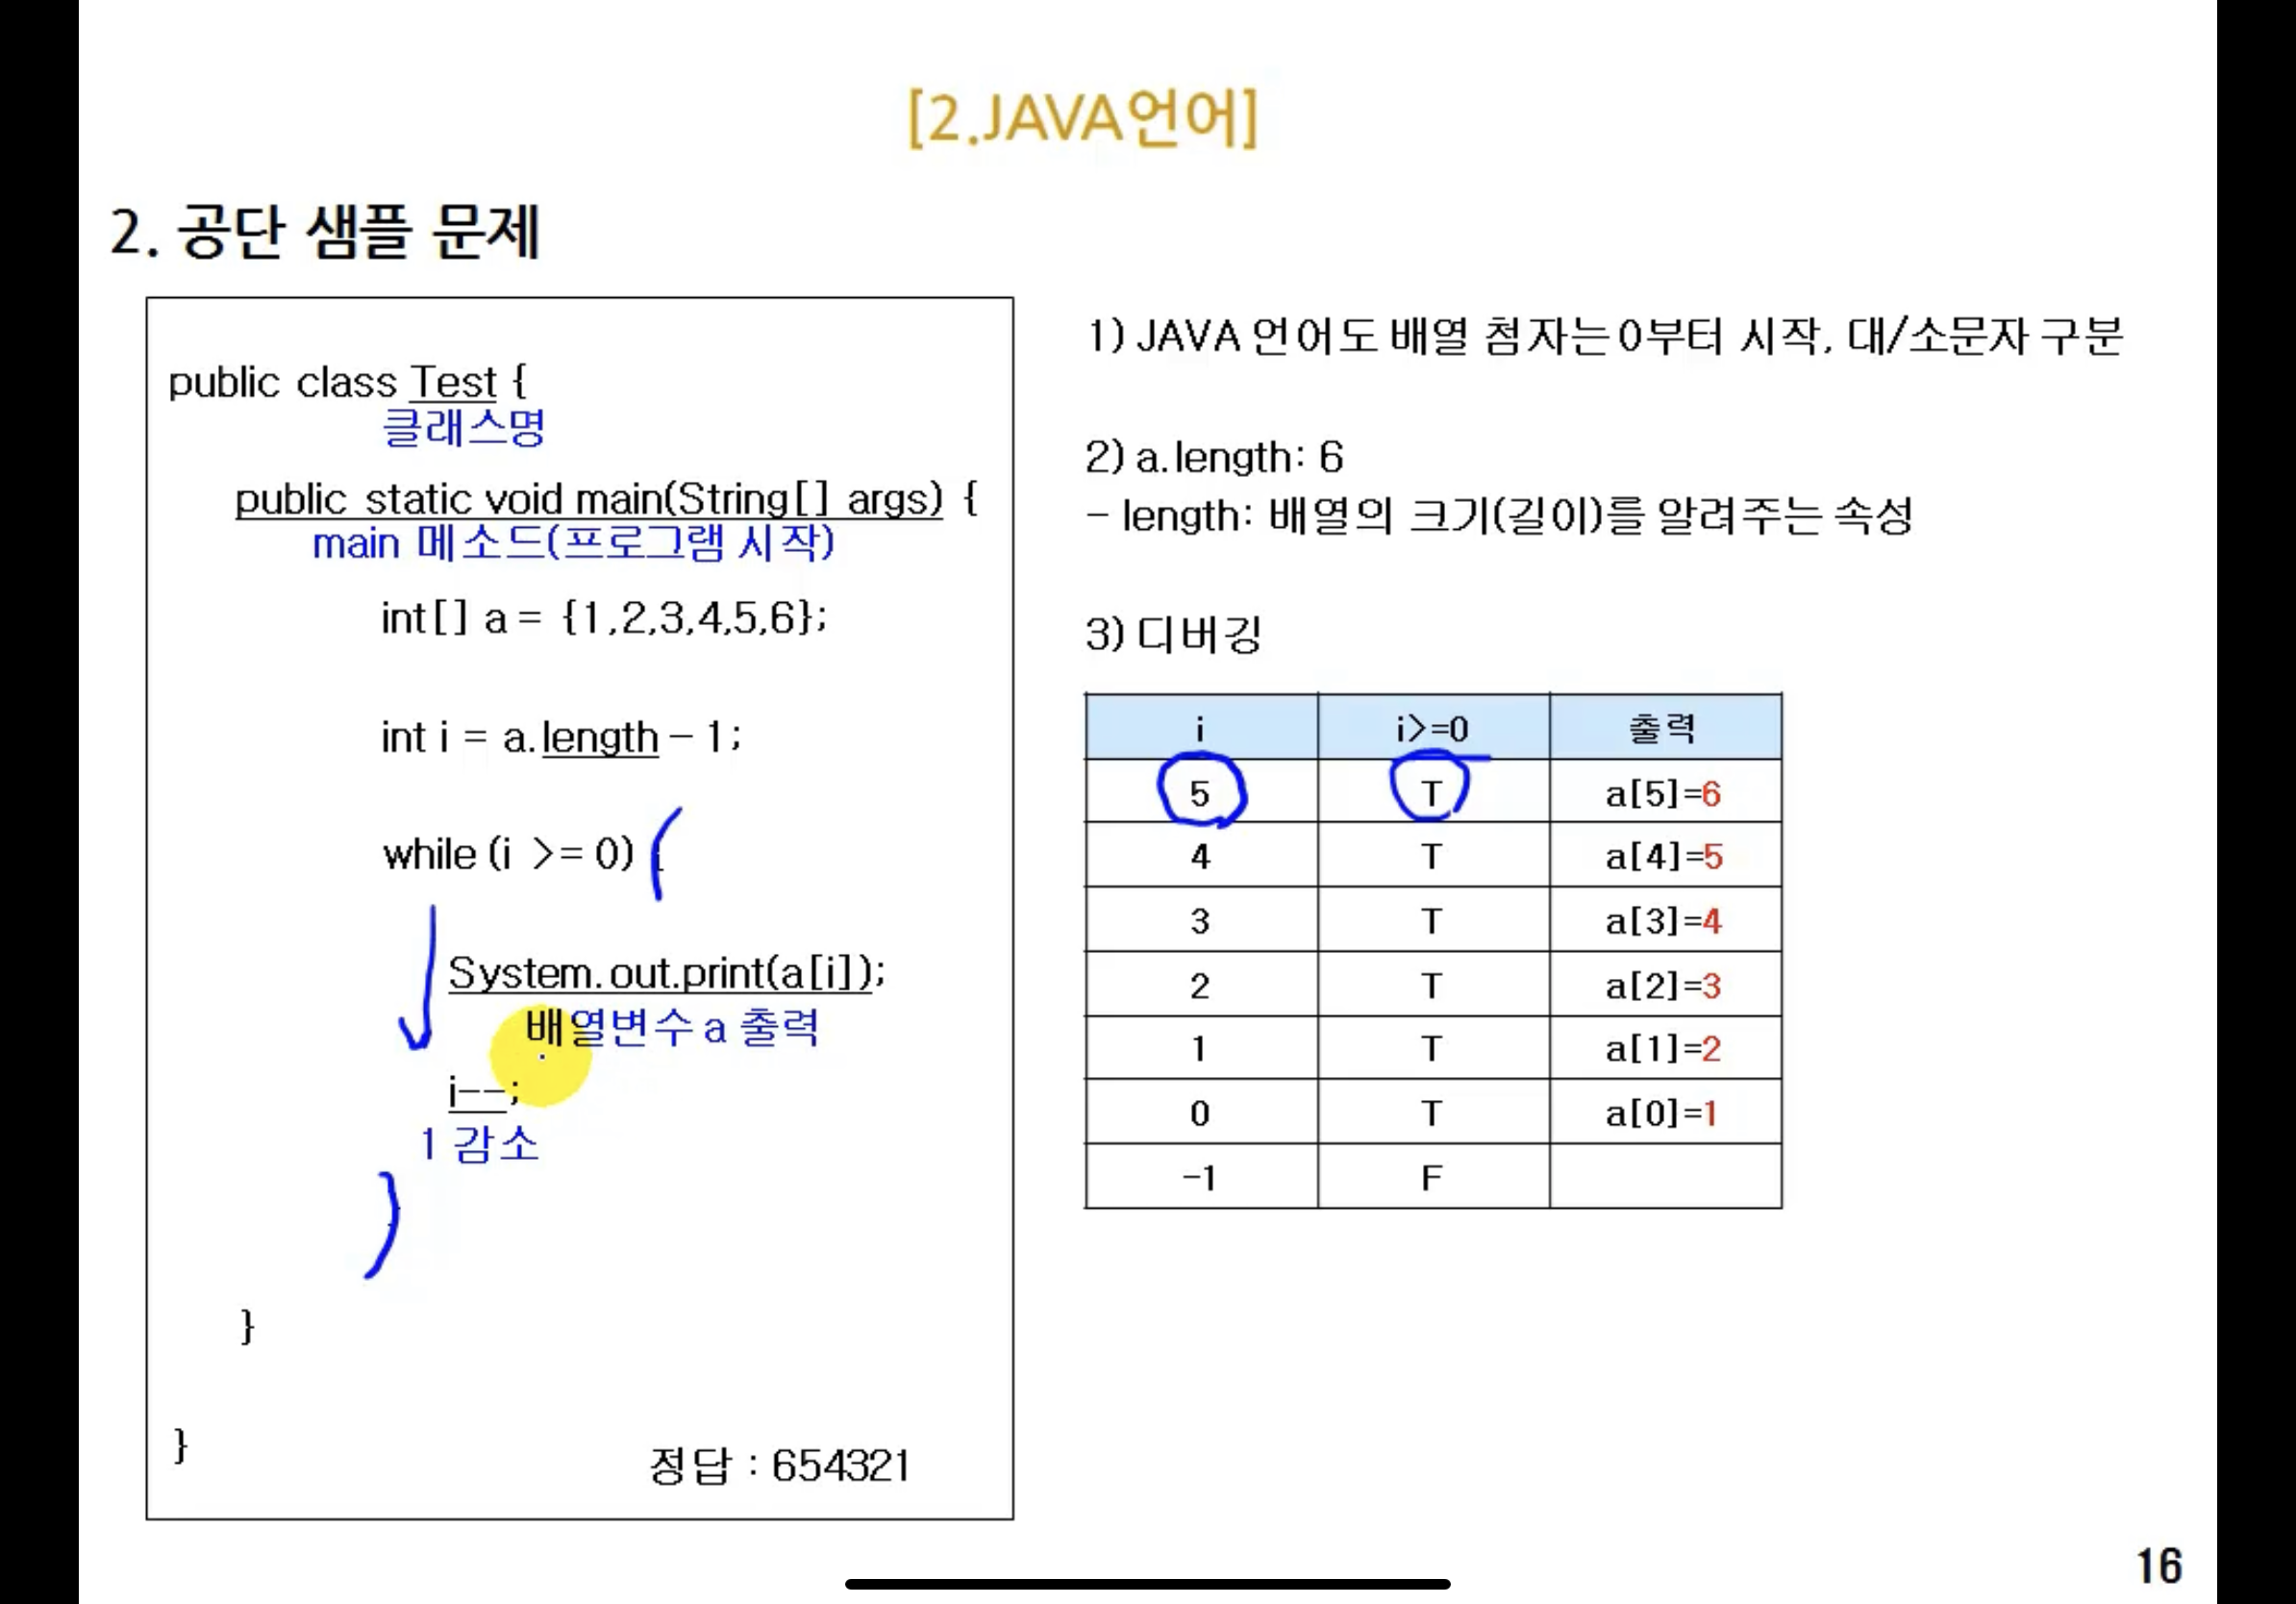 [2.JAVA언어]
2. 공단 샘플 문제
public class Test {
클래스명
public static void main(String[] args) {
main 메소드(프로그램 시작)
int[] a = {1,2,3,4,5,6};
int i = a.length - 1;
while (i >= 0) {
System.out.print(a[i]);
배열변수 a 출력
i--;
1 감소
}
}
}
정답 : 654321
1) JAVA 언어도 배열 첨자는 0부터 시작, 대/소문자 구분
2) a.length: 6
- length: 배열의 크기(길이)를 알려주는 속성
3) 디버깅
i i>=0 출력
5 T a[5]=6
4 T a[4]=5
3 T a[3]=4
2 T a[2]=3
1 T a[1]=2
0 T a[0]=1
-1 F
16